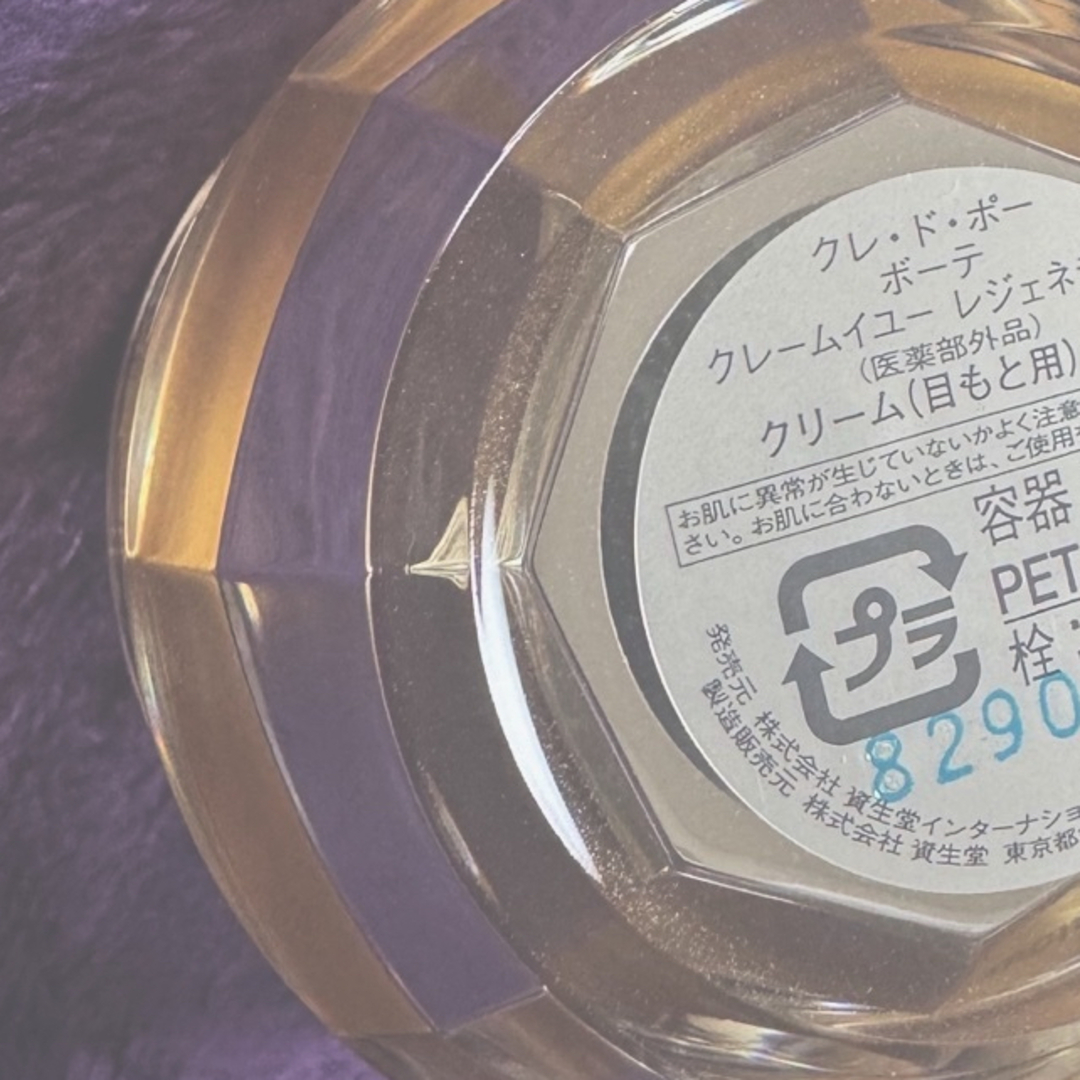 クレ・ド・ポー
ボーテ
クレームイユー レジェネ
(医薬部外品)
クリーム(目もと用)
お肌に異常が生じていないかよく注意
さい。お肌に合わないときは、ご使用
容器
PET
栓
プラ
8290
発売元 株式会社 資生堂インターナショ
製造販売元 株式会社 資生堂 東京都